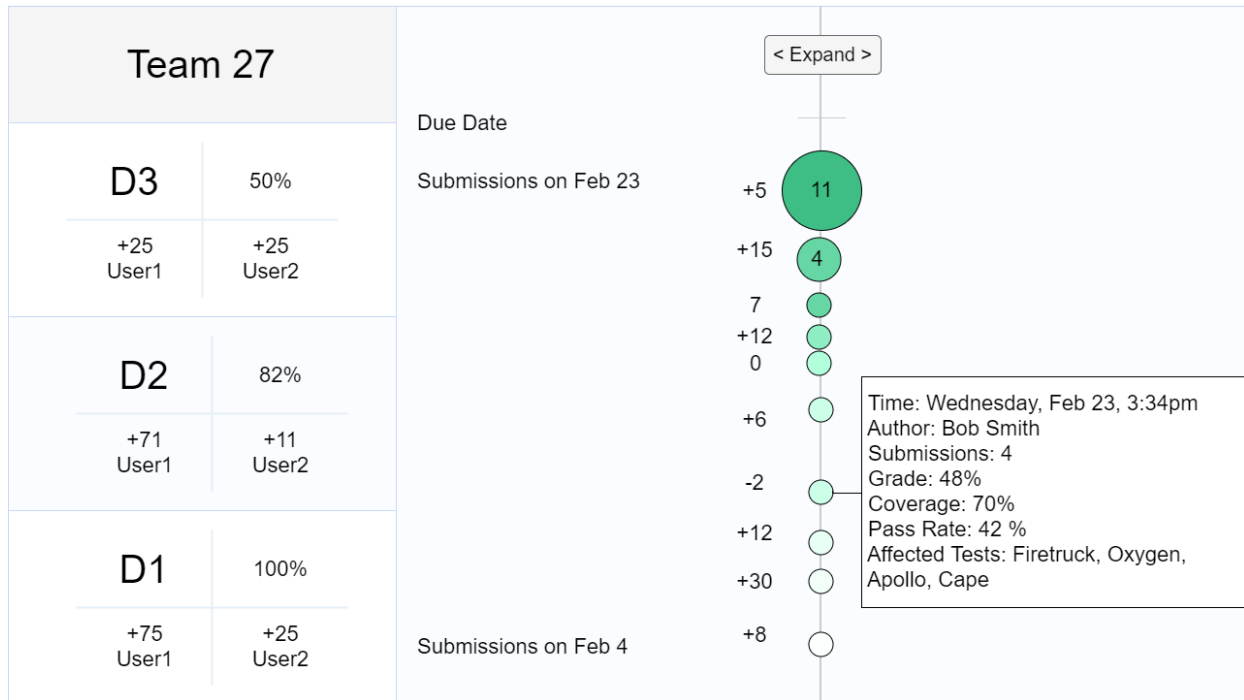 Team 27
D3
50%
+25
User1
+25
User2
D2
82%
+71
User1
+11
User2
D1
100%
+75
User1
+25
User2
< Expand >
Due Date
Submissions on Feb 23
+5
11
+15
4
7
+12
0
+6
-2
Time: Wednesday, Feb 23, 3:34pm
Author: Bob Smith
Submissions: 4
Grade: 48%
Coverage: 70%
Pass Rate: 42 %
Affected Tests: Firetruck, Oxygen,
Apollo, Cape
+12
+30
+8
Submissions on Feb 4